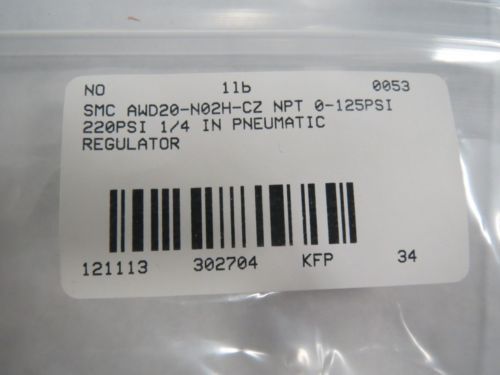 NO 11b 0053
SMC AWD20-N02H-CZ NPT 0-125PSI
220PSI 1/4 IN PNEUMATIC
REGULATOR
121113 302704 KFP 34